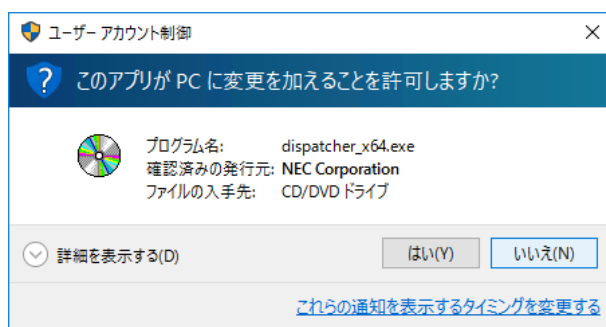 ユーザー アカウント制御
このアプリが PC に変更を加えることを許可しますか?
プログラム名: dispatcher_x64.exe
確認済みの発行元: NEC Corporation
ファイルの入手先: CD/DVD ドライブ
詳細を表示する(D) はい(Y) いいえ(N)
これらの通知を表示するタイミングを変更する